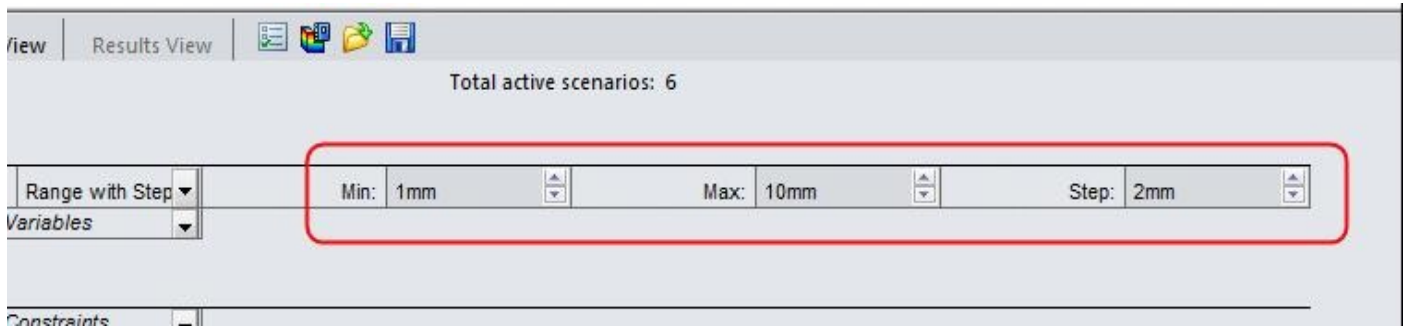 View Results View
Total active scenarios: 6
Range with Step Min: 1mm Max: 10mm Step: 2mm
Variables
Constraints